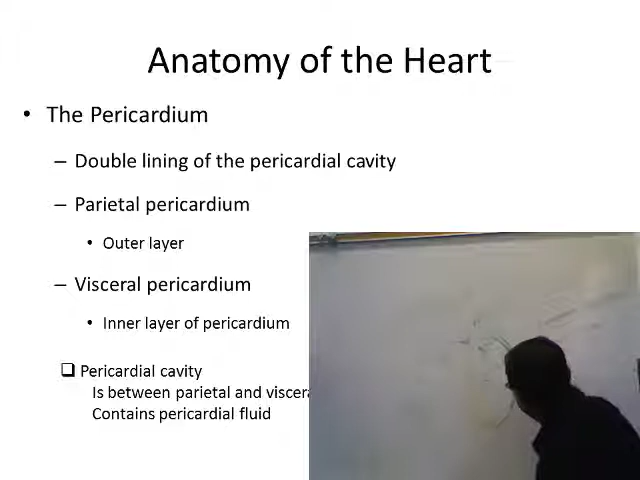 Anatomy of the Heart
• The Pericardium
– Double lining of the pericardial cavity
– Parietal pericardium
• Outer layer
– Visceral pericardium
• Inner layer of pericardium
❑ Pericardial cavity
Is between parietal and viscera
Contains pericardial fluid